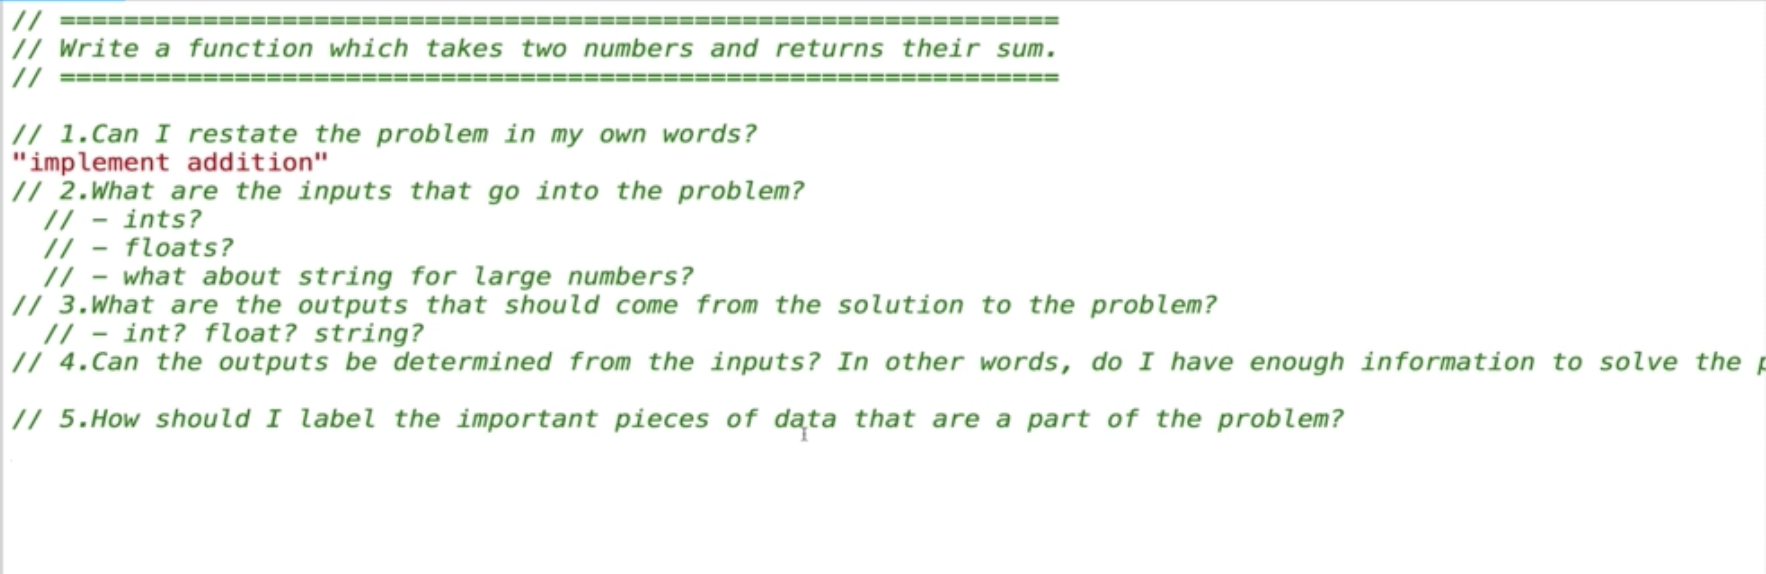 // ===============================================================
// Write a function which takes two numbers and returns their sum.
// ===============================================================
// 1.Can I restate the problem in my own words?
"implement addition"
// 2.What are the inputs that go into the problem?
// – ints?
// – floats?
// – what about string for large numbers?
// 3.What are the outputs that should come from the solution to the problem?
// – int? float? string?
// 4.Can the outputs be determined from the inputs? In other words, do I have enough information to solve the
// 5.How should I label the important pieces of data that are a part of the problem?